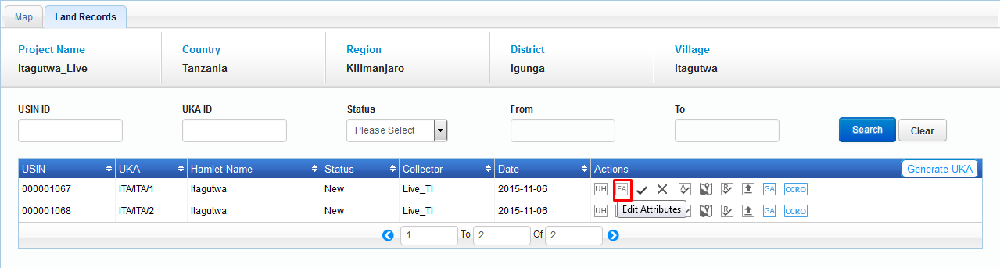 Map Land Records
Project Name Country Region District Village
Itagutwa_Live Tanzania Kilimanjaro Igunga Itagutwa
USIN ID UKA ID Status From To
Please Select Search Clear
USIN UKA Hamlet Name Status Collector Date Actions Generate UKA
000001067 ITA/ITA/1 Itagutwa New Live_TI 2015-11-06 UH EA A R GA CCRO
000001068 ITA/ITA/2 Itagutwa New Live_TI 2015-11-06 UH Edit Attributes R GA CCRO
1 To 2 Of 2